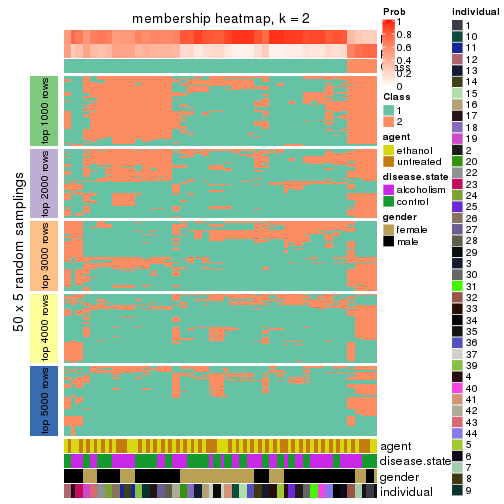 membership heatmap, k = 2
50 x 5 random samplings
top 1000 rows
top 2000 rows
top 3000 rows
top 4000 rows
top 5000 rows
agent
disease.state
gender
individual
Prob
1
0.8
0.6
0.4
0.2
0
Class
1
2
agent
ethanol
untreated
disease.state
alcoholism
control
gender
female
male
individual
1
10
11
12
13
14
15
16
17
18
19
2
20
22
23
24
25
26
27
28
29
3
30
31
32
33
34
35
36
37
39
4
40
41
42
43
44
5
6
7
8
9